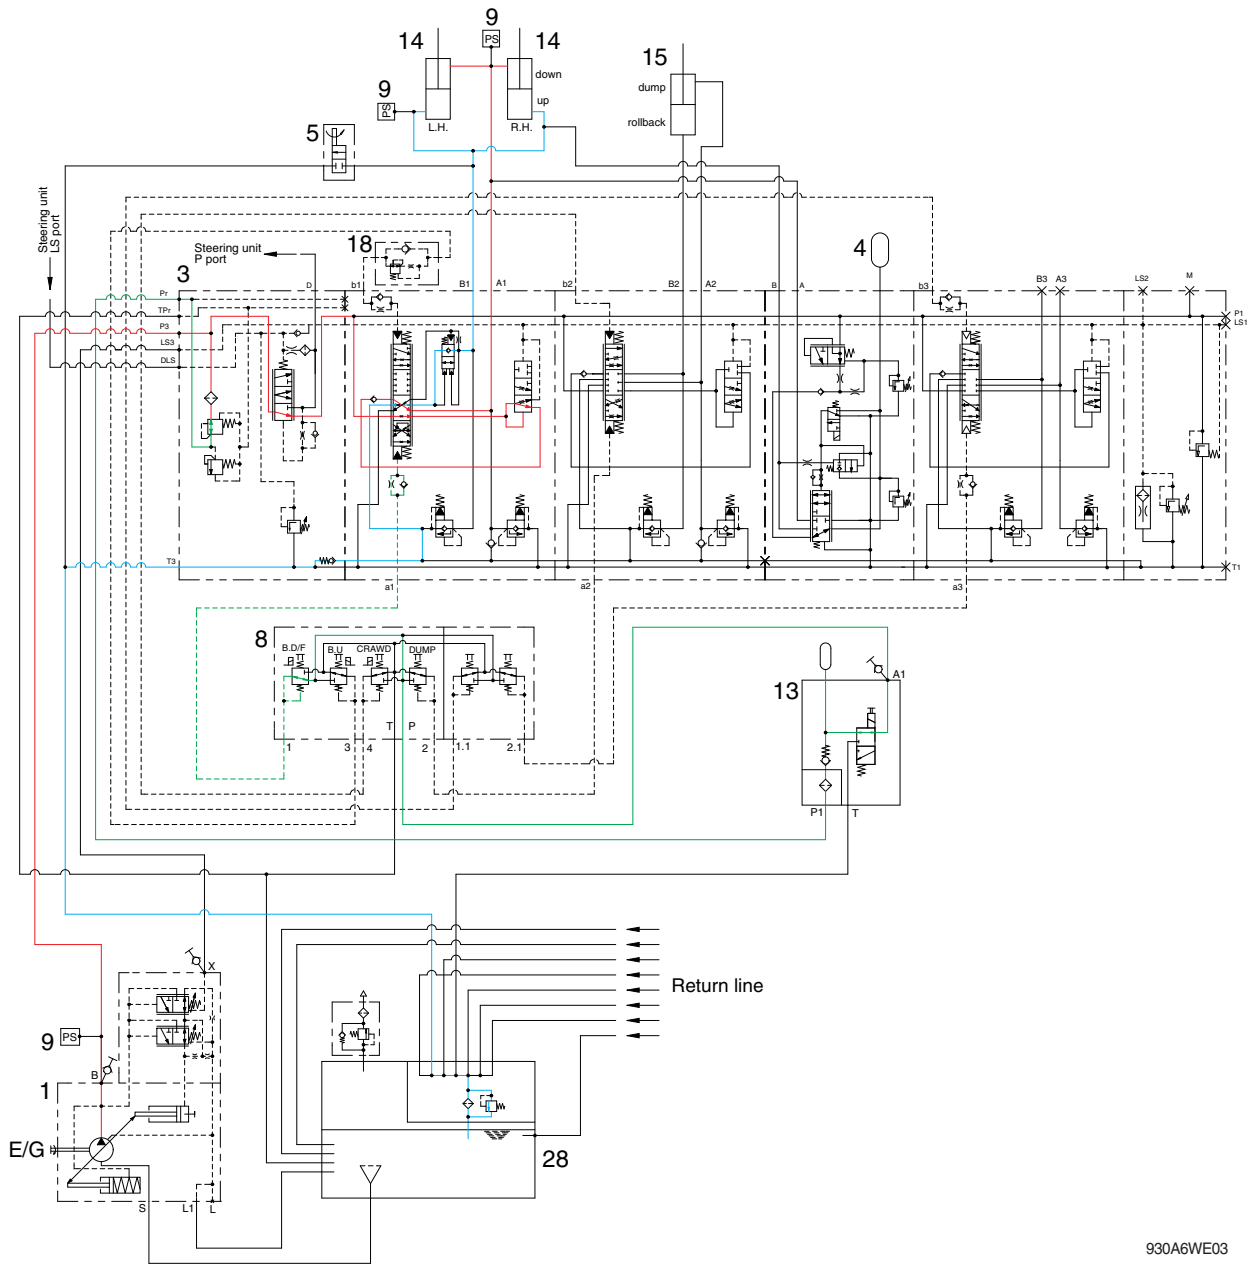 9
PS
14
14
15
down
dump
9
PS
up
L.H.
R.H.
rollback
5
Steering unit
LS port
Steering unit
P port
18
4
3
D
b1
B1
A1
b2
B2
A2
B
A
b3
B3
A3
LS2
M
Pr
TPr
P3
LS3
DLS
P1
LS1
T3
T1
a1
a2
a3
8
B.D/F
B.U
CRAWD
DUMP
T
P
1
3
4
2
1.1
2.1
13
A1
P1
T
X
Return line
9
PS
B
1
E/G
S
L1
L
28
930A6WE03